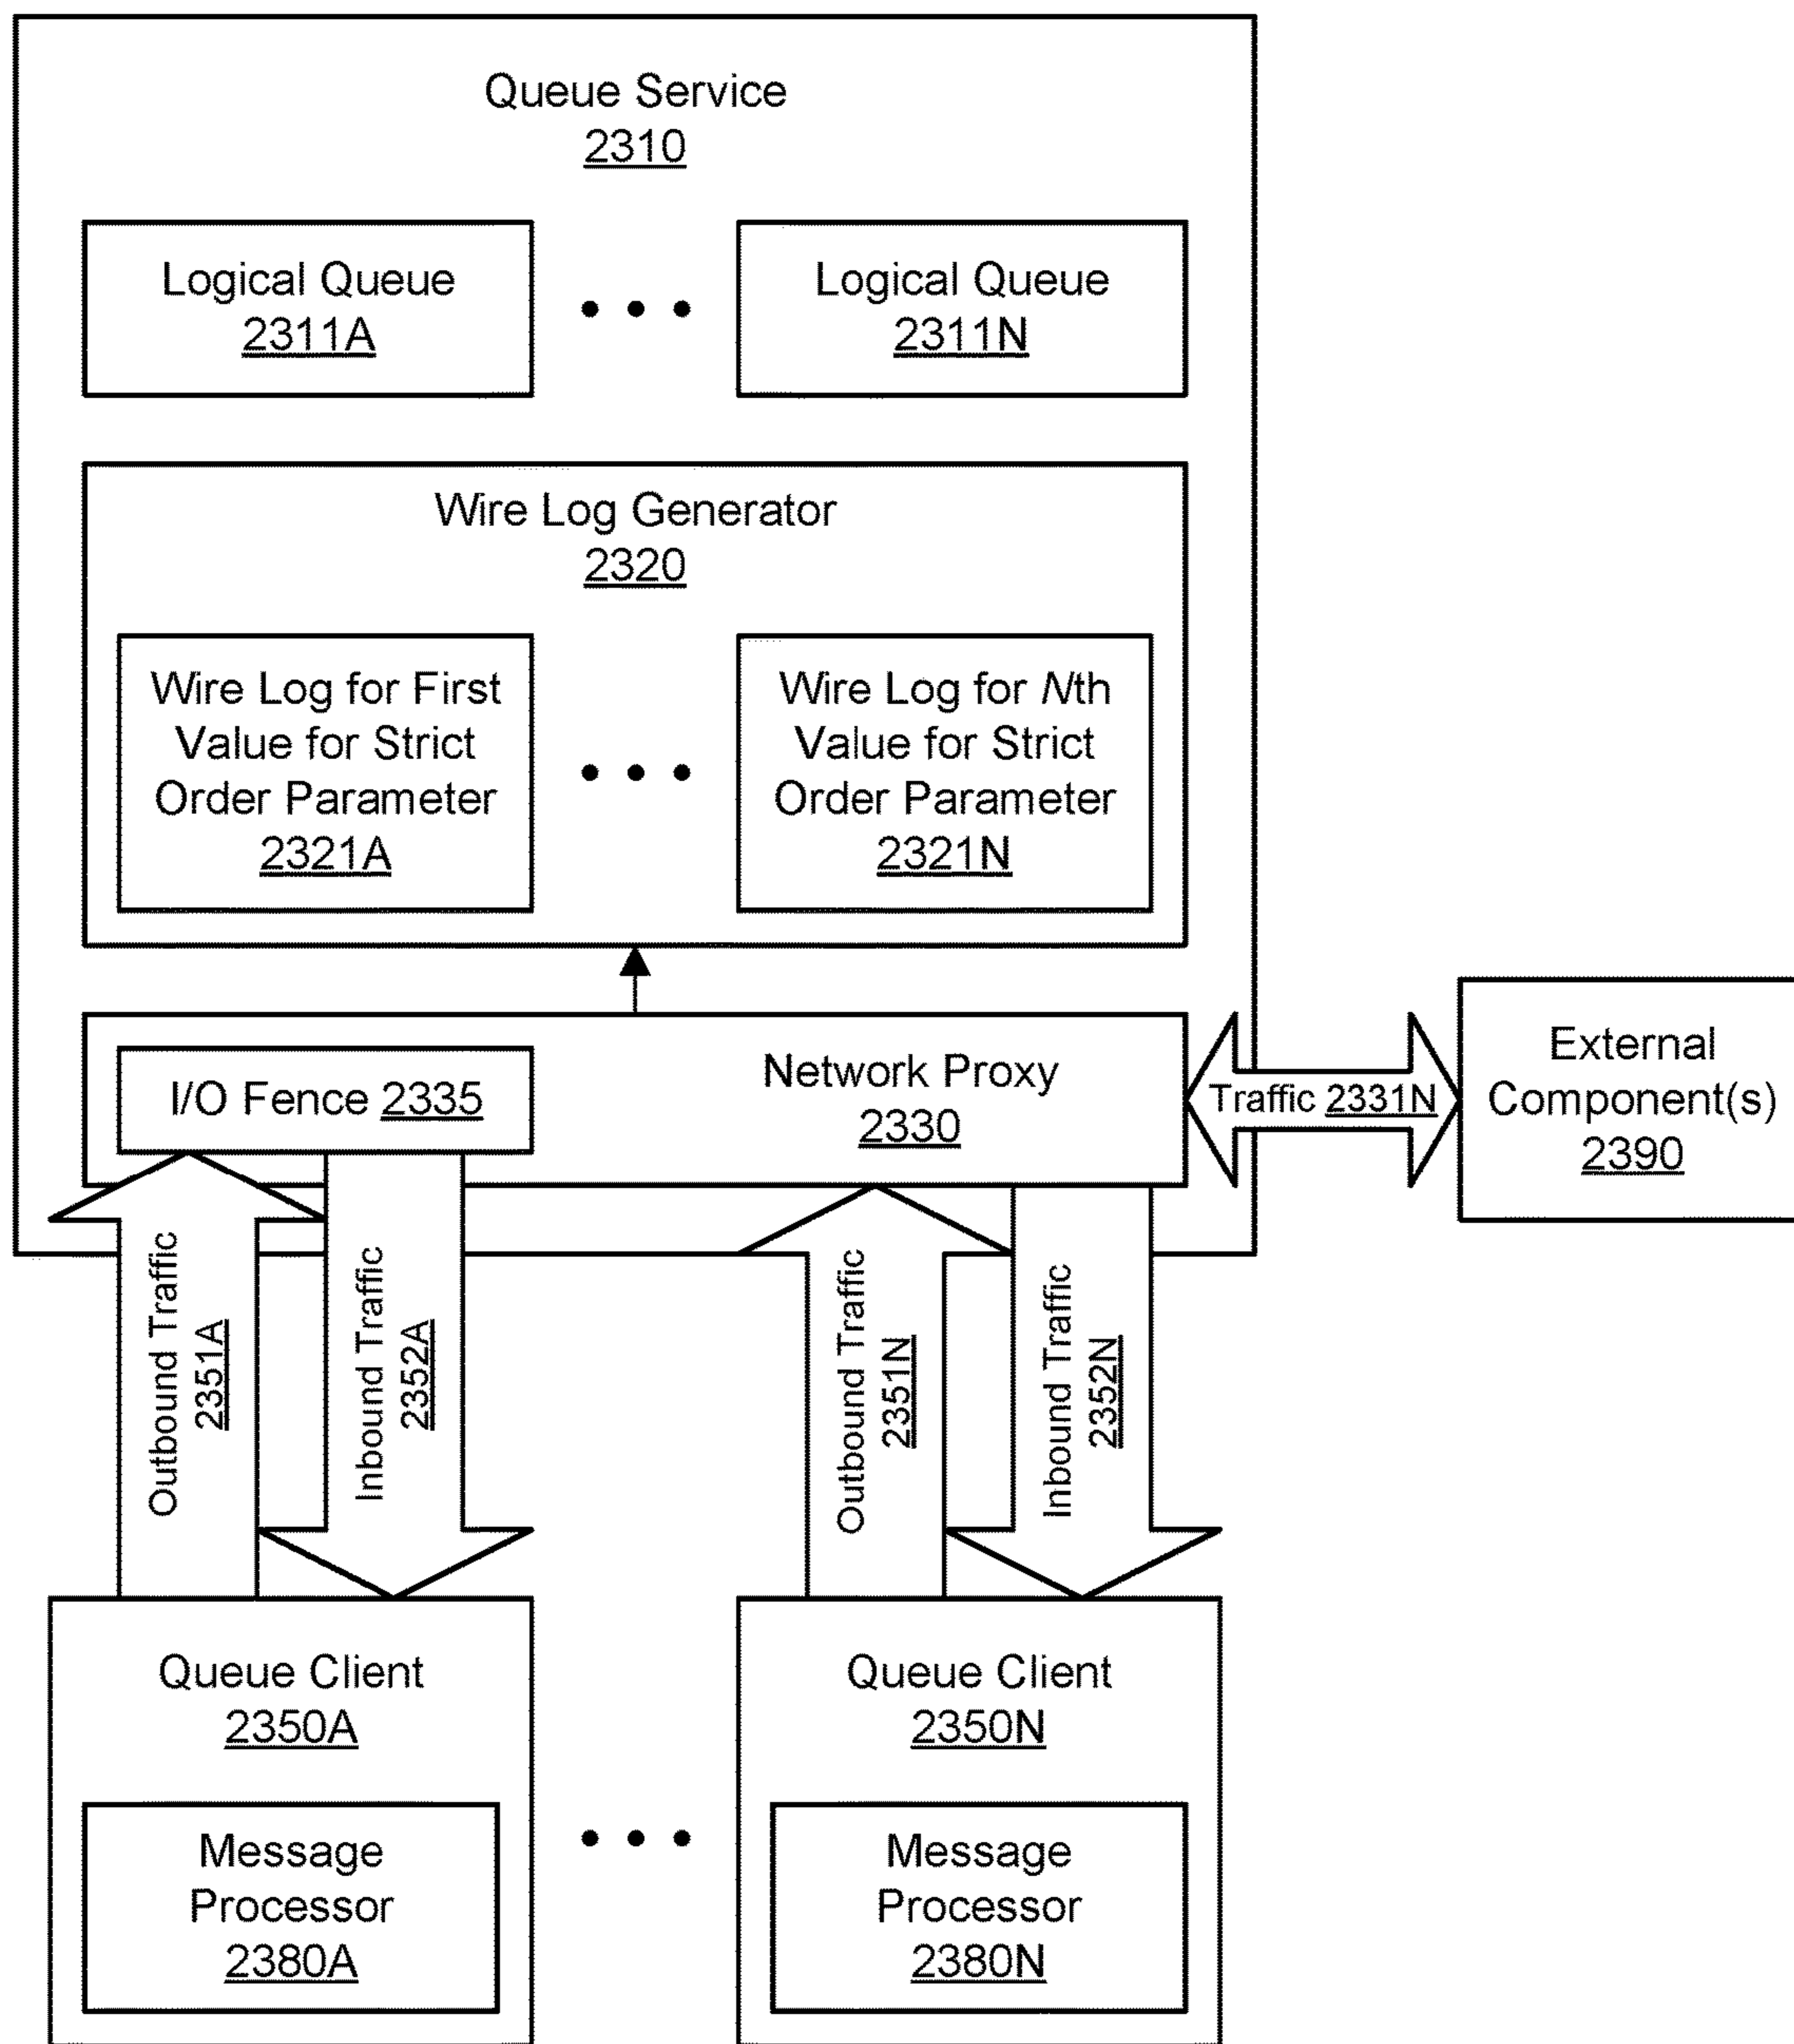 Queue Service
2310
Logical Queue
2311A
• • •
Logical Queue
2311N
Wire Log Generator
2320
Wire Log for First
Value for Strict
Order Parameter
2321A
• • •
Wire Log for Nth
Value for Strict
Order Parameter
2321N
I/O Fence 2335
Network Proxy
2330
Traffic 2331N
External
Component(s)
2390
Outbound Traffic
2351A
Inbound Traffic
2352A
Outbound Traffic
2351N
Inbound Traffic
2352N
Queue Client
2350A
Message
Processor
2380A
• • •
Queue Client
2350N
Message
Processor
2380N